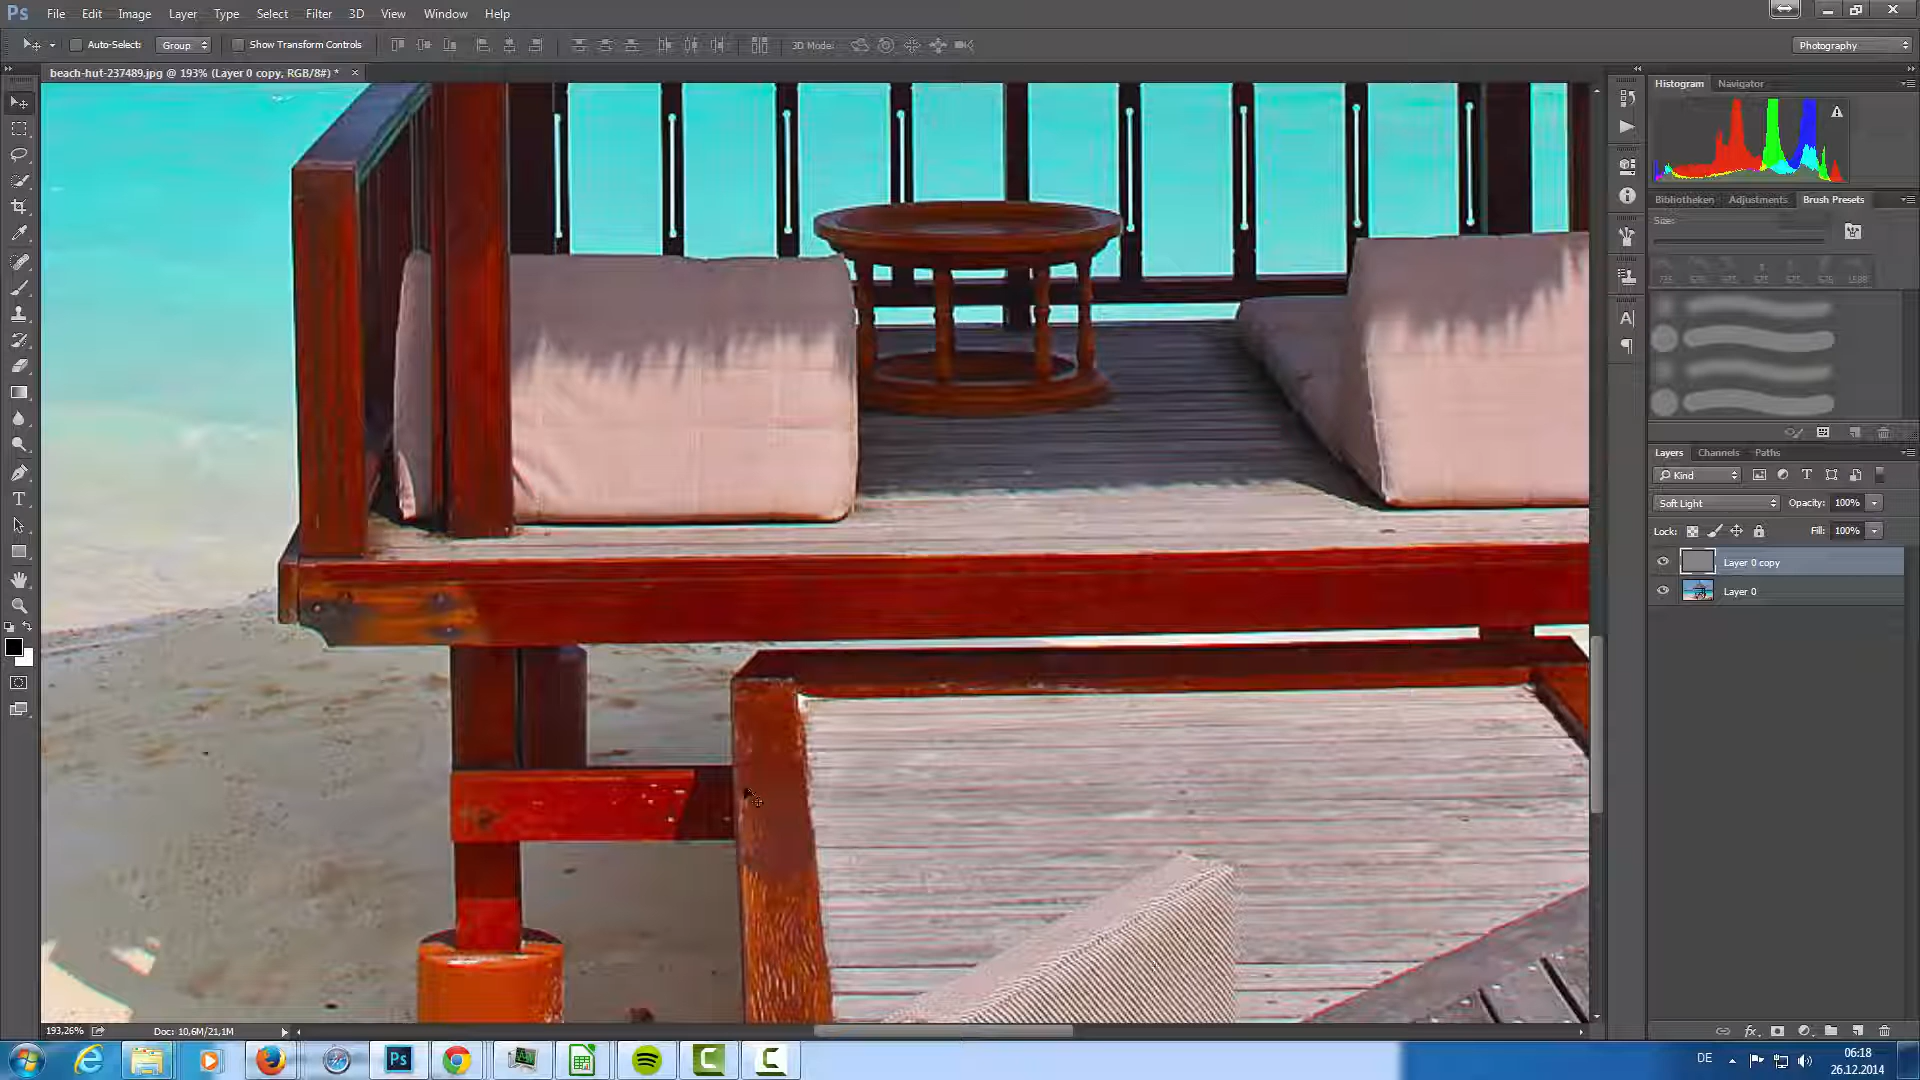 Ps File Edit Image Layer Type Select Filter 3D View Window Help
Auto-Select: Group Show Transform Controls 3D Mode: Photography
beach-hut-237489.jpg @ 193% (Layer 0 copy, RGB/8#) *
Histogram Navigator
Bibliotheken Adjustments Brush Presets
Size:
Layers Channels Paths
Kind
Soft Light Opacity: 100%
Lock: Fill: 100%
Layer 0 copy
Layer 0
193,26% Doc: 10,6M/21,1M
DE 06:18
26.12.2014